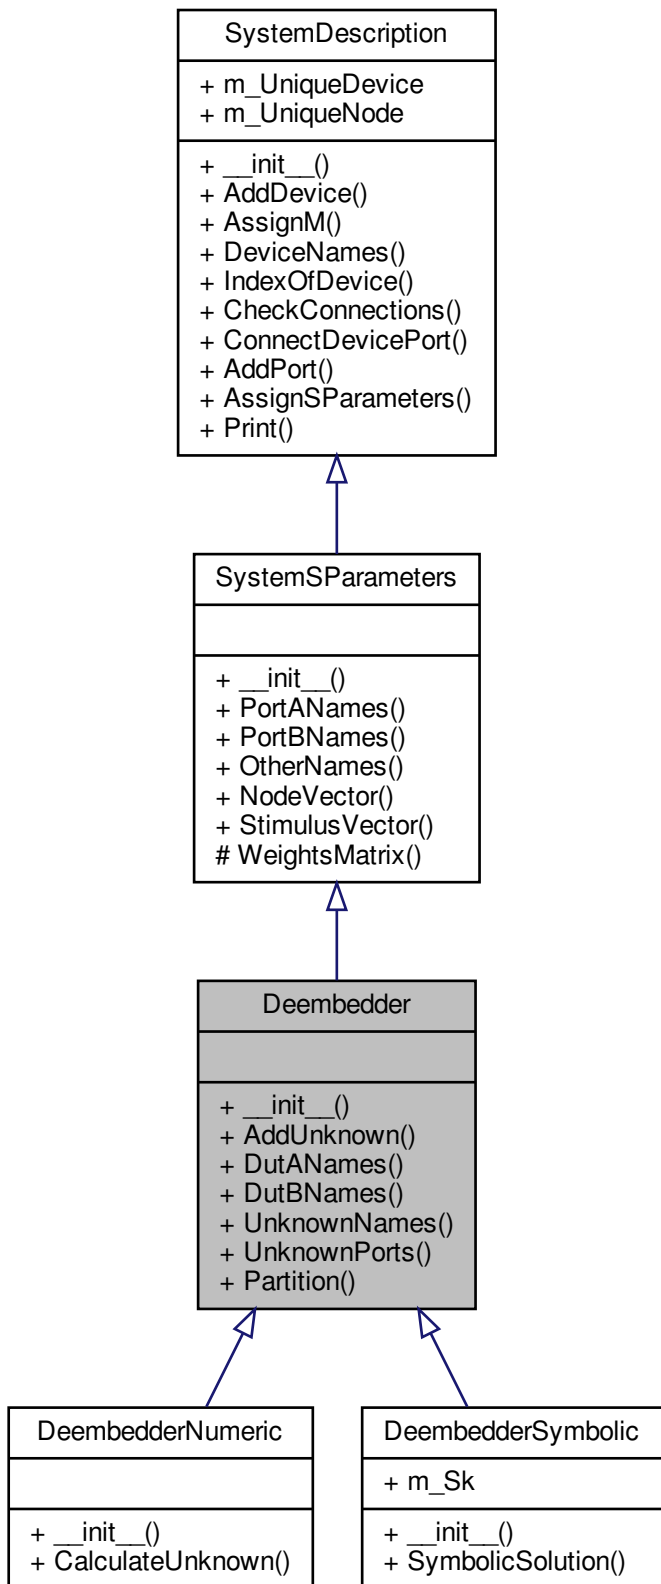 SystemDescription
+ m_UniqueDevice
+ m_UniqueNode
+ __init__()
+ AddDevice()
+ AssignM()
+ DeviceNames()
+ IndexOfDevice()
+ CheckConnections()
+ ConnectDevicePort()
+ AddPort()
+ AssignSParameters()
+ Print()
SystemSParameters
+ __init__()
+ PortANames()
+ PortBNames()
+ OtherNames()
+ NodeVector()
+ StimulusVector()
# WeightsMatrix()
Deembedder
+ __init__()
+ AddUnknown()
+ DutANames()
+ DutBNames()
+ UnknownNames()
+ UnknownPorts()
+ Partition()
DeembedderNumeric
+ __init__()
+ CalculateUnknown()
DeembedderSymbolic
+ m_Sk
+ __init__()
+ SymbolicSolution()